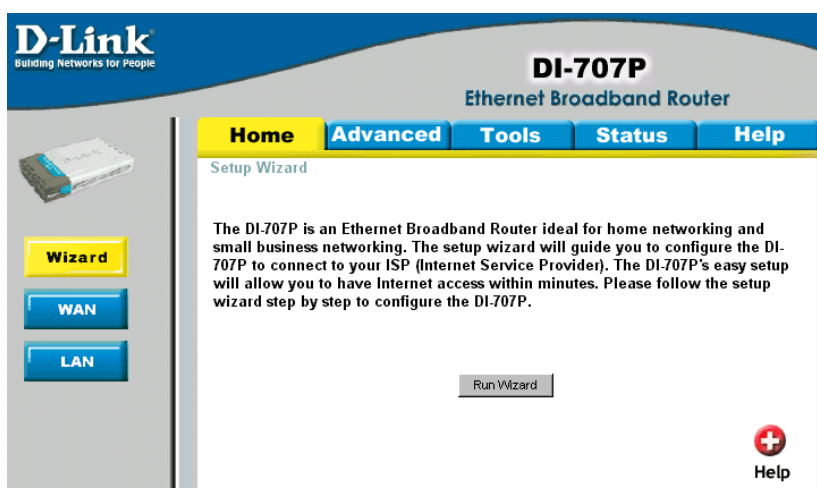 D-Link
Building Networks for People
DI-707P
Ethernet Broadband Router
Home
Advanced
Tools
Status
Help
Setup Wizard
Wizard
WAN
LAN
The DI-707P is an Ethernet Broadband Router ideal for home networking and
small business networking. The setup wizard will guide you to configure the DI-
707P to connect to your ISP (Internet Service Provider). The DI-707P's easy setup
will allow you to have Internet access within minutes. Please follow the setup
wizard step by step to configure the DI-707P.
Run Wizard
Help